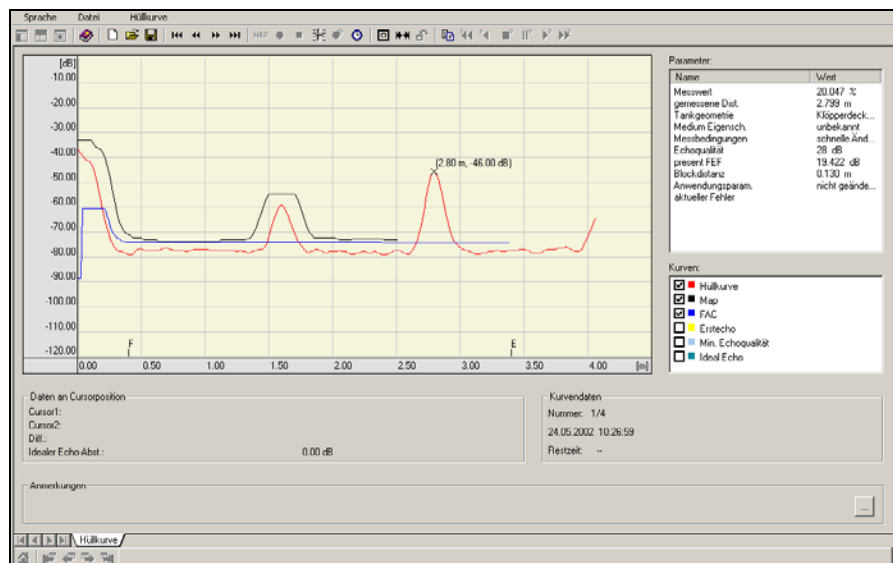 Sprache Datei Hüllkurve
[dB]
-10.00
-20.00
-30.00
-40.00
-50.00
-60.00
-70.00
-80.00
-90.00
-100.00
-110.00
-120.00
(2.80 m, -46.00 dB)
F E
0.00 0.50 1.00 1.50 2.00 2.50 3.00 3.50 4.00 [m]
Parameter:
Name Wert
Messwert 20.047 %
gemessene Dist. 2.799 m
Tankgeometrie Klöpperdeck...
Medium Eigensch. unbekannt
Messbedingungen schnelle Änd...
Echoqualität 28 dB
present FEF 19.422 dB
Blockdistanz 0.130 m
Anwendungsparam. nicht geände...
aktueller Fehler
Kurven:
Hüllkurve
Map
FAC
Erstecho
Min. Echoqualität
Ideal Echo
Daten an Cursorposition
Cursor1:
Cursor2:
Diff.:
Idealer Echo Abst.: 0.00 dB
Kurvendaten
Nummer: 1/4
24.05.2002 10:26:59
Restzeit: --
Anmerkungen
...
Hüllkurve